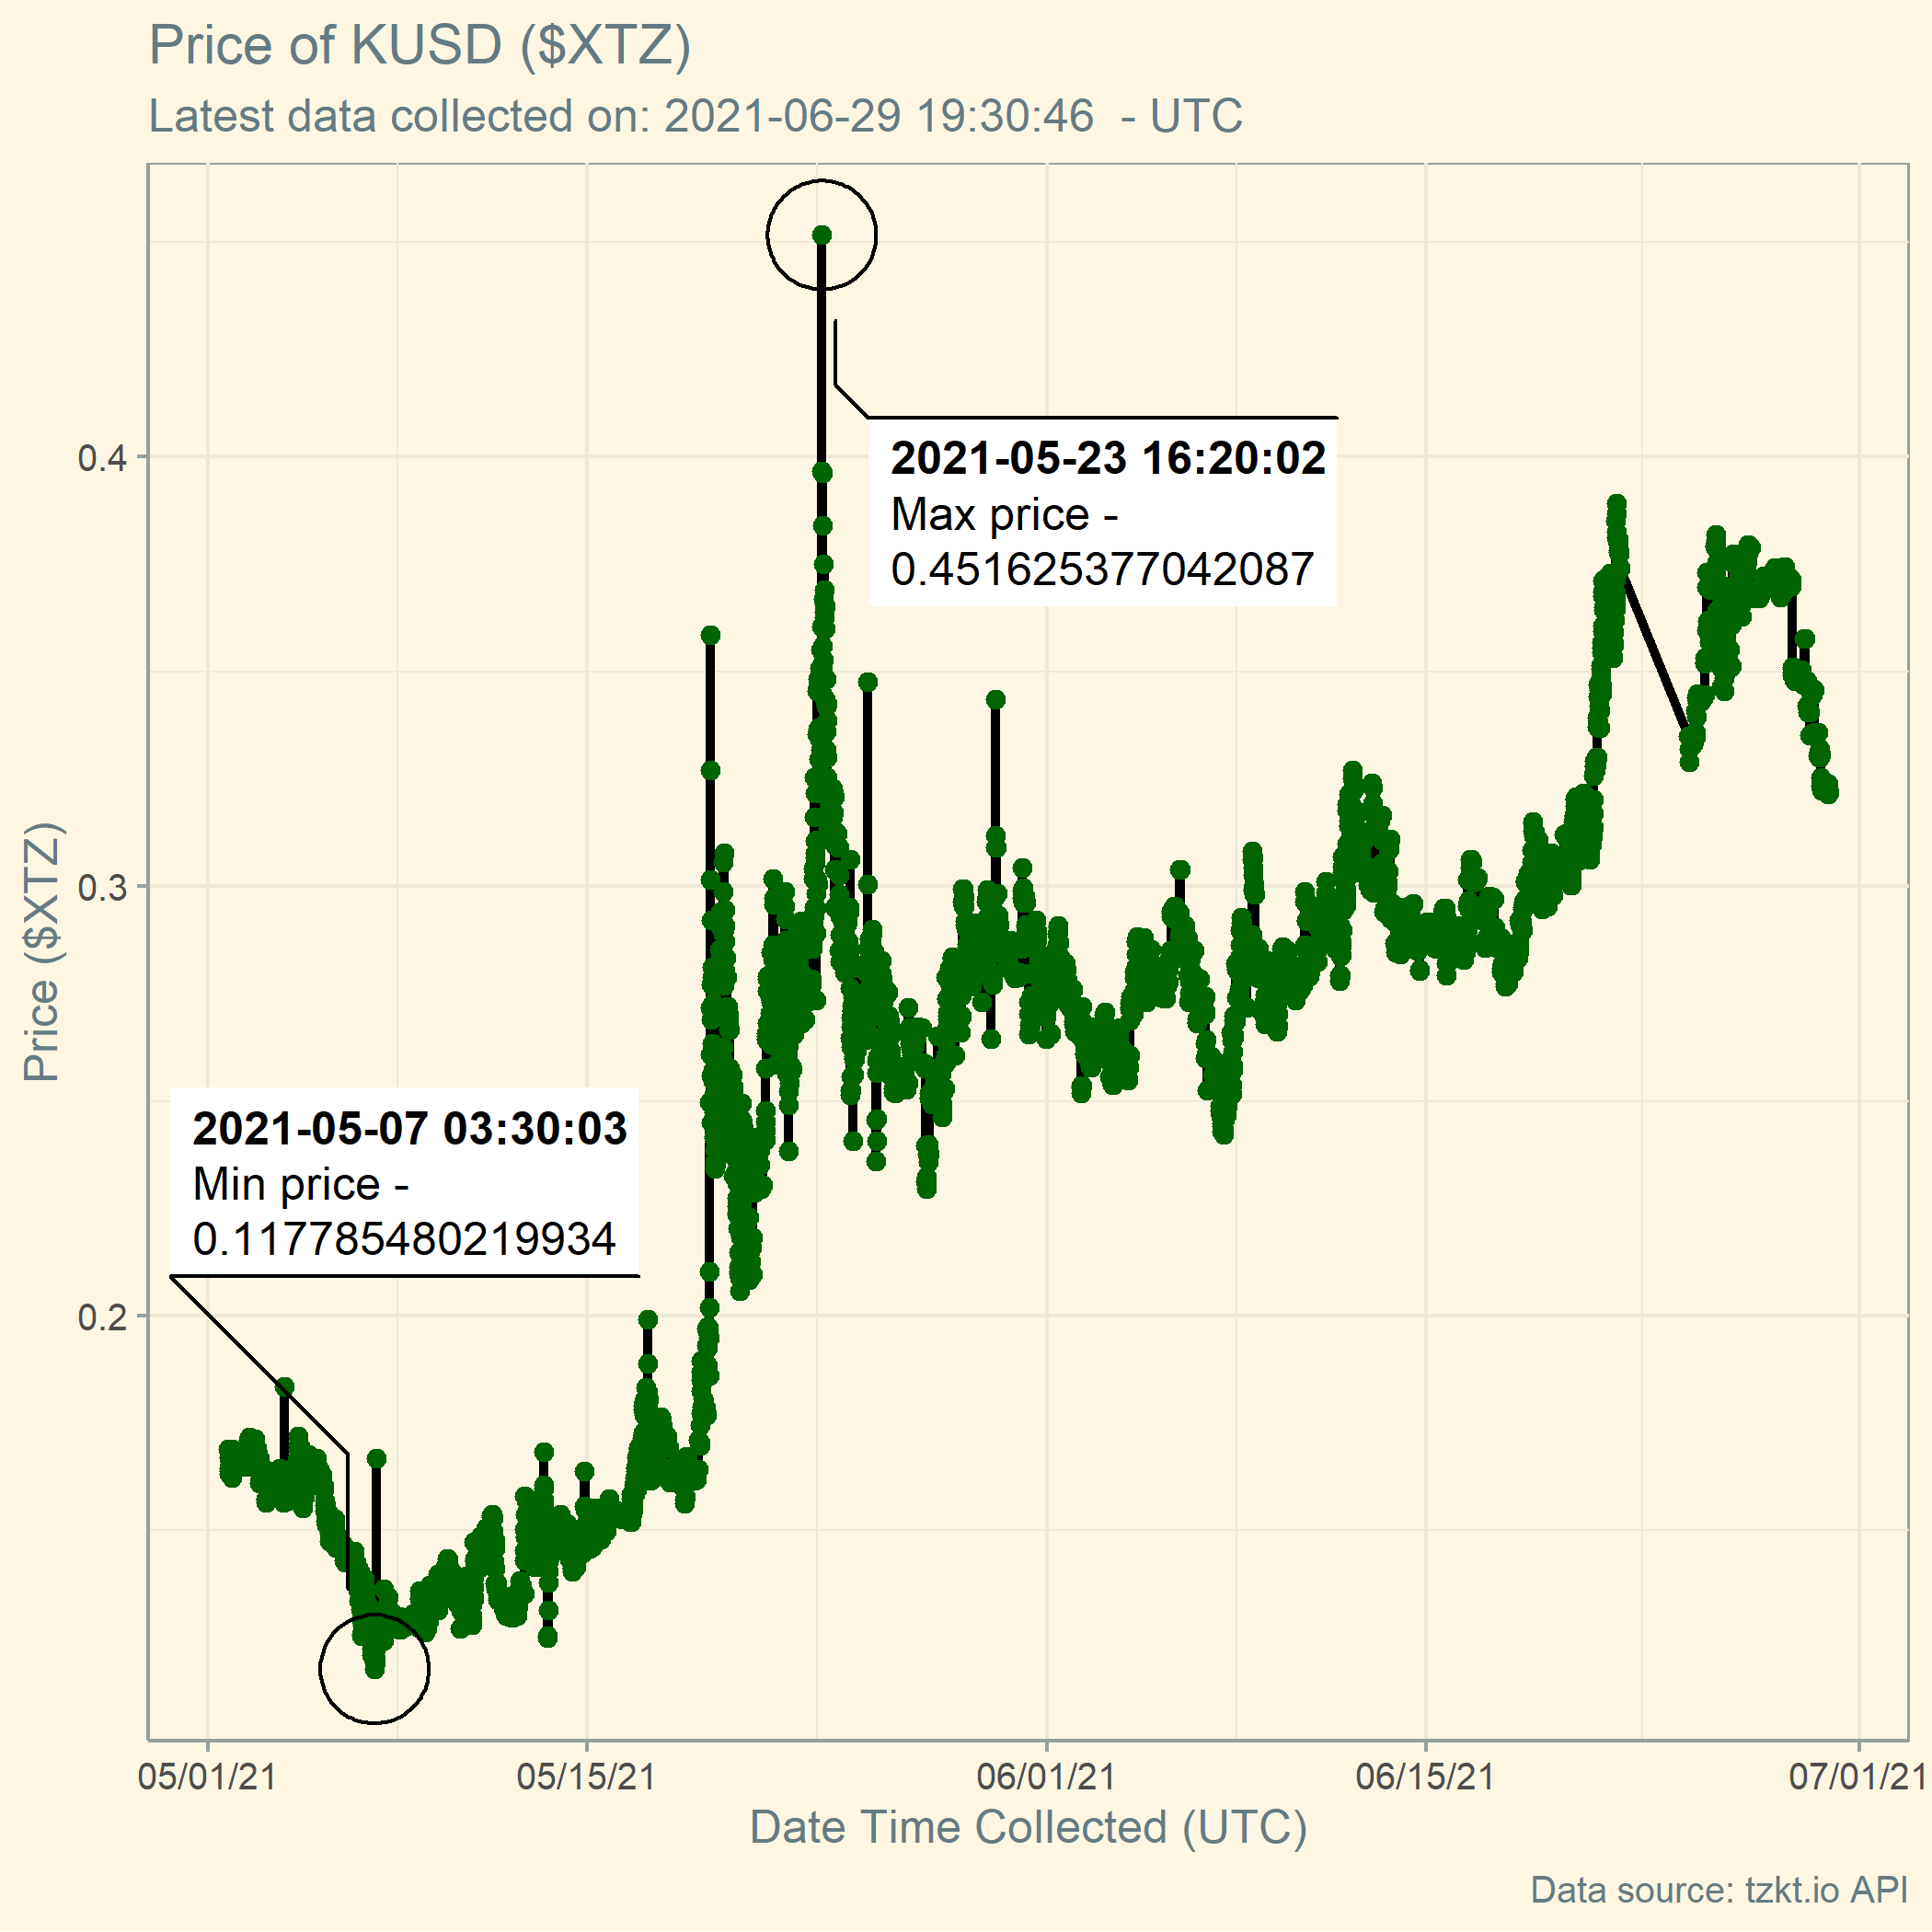 Price of KUSD ($XTZ)
Latest data collected on: 2021-06-29 19:30:46  - UTC
2021-05-23 16:20:02
Max price -
0.451625377042087
2021-05-07 03:30:03
Min price -
0.117785480219934
Price ($XTZ)
0.4
0.3
0.2
05/01/21
05/15/21
06/01/21
06/15/21
07/01/21
Date Time Collected (UTC)
Data source: tzkt.io API